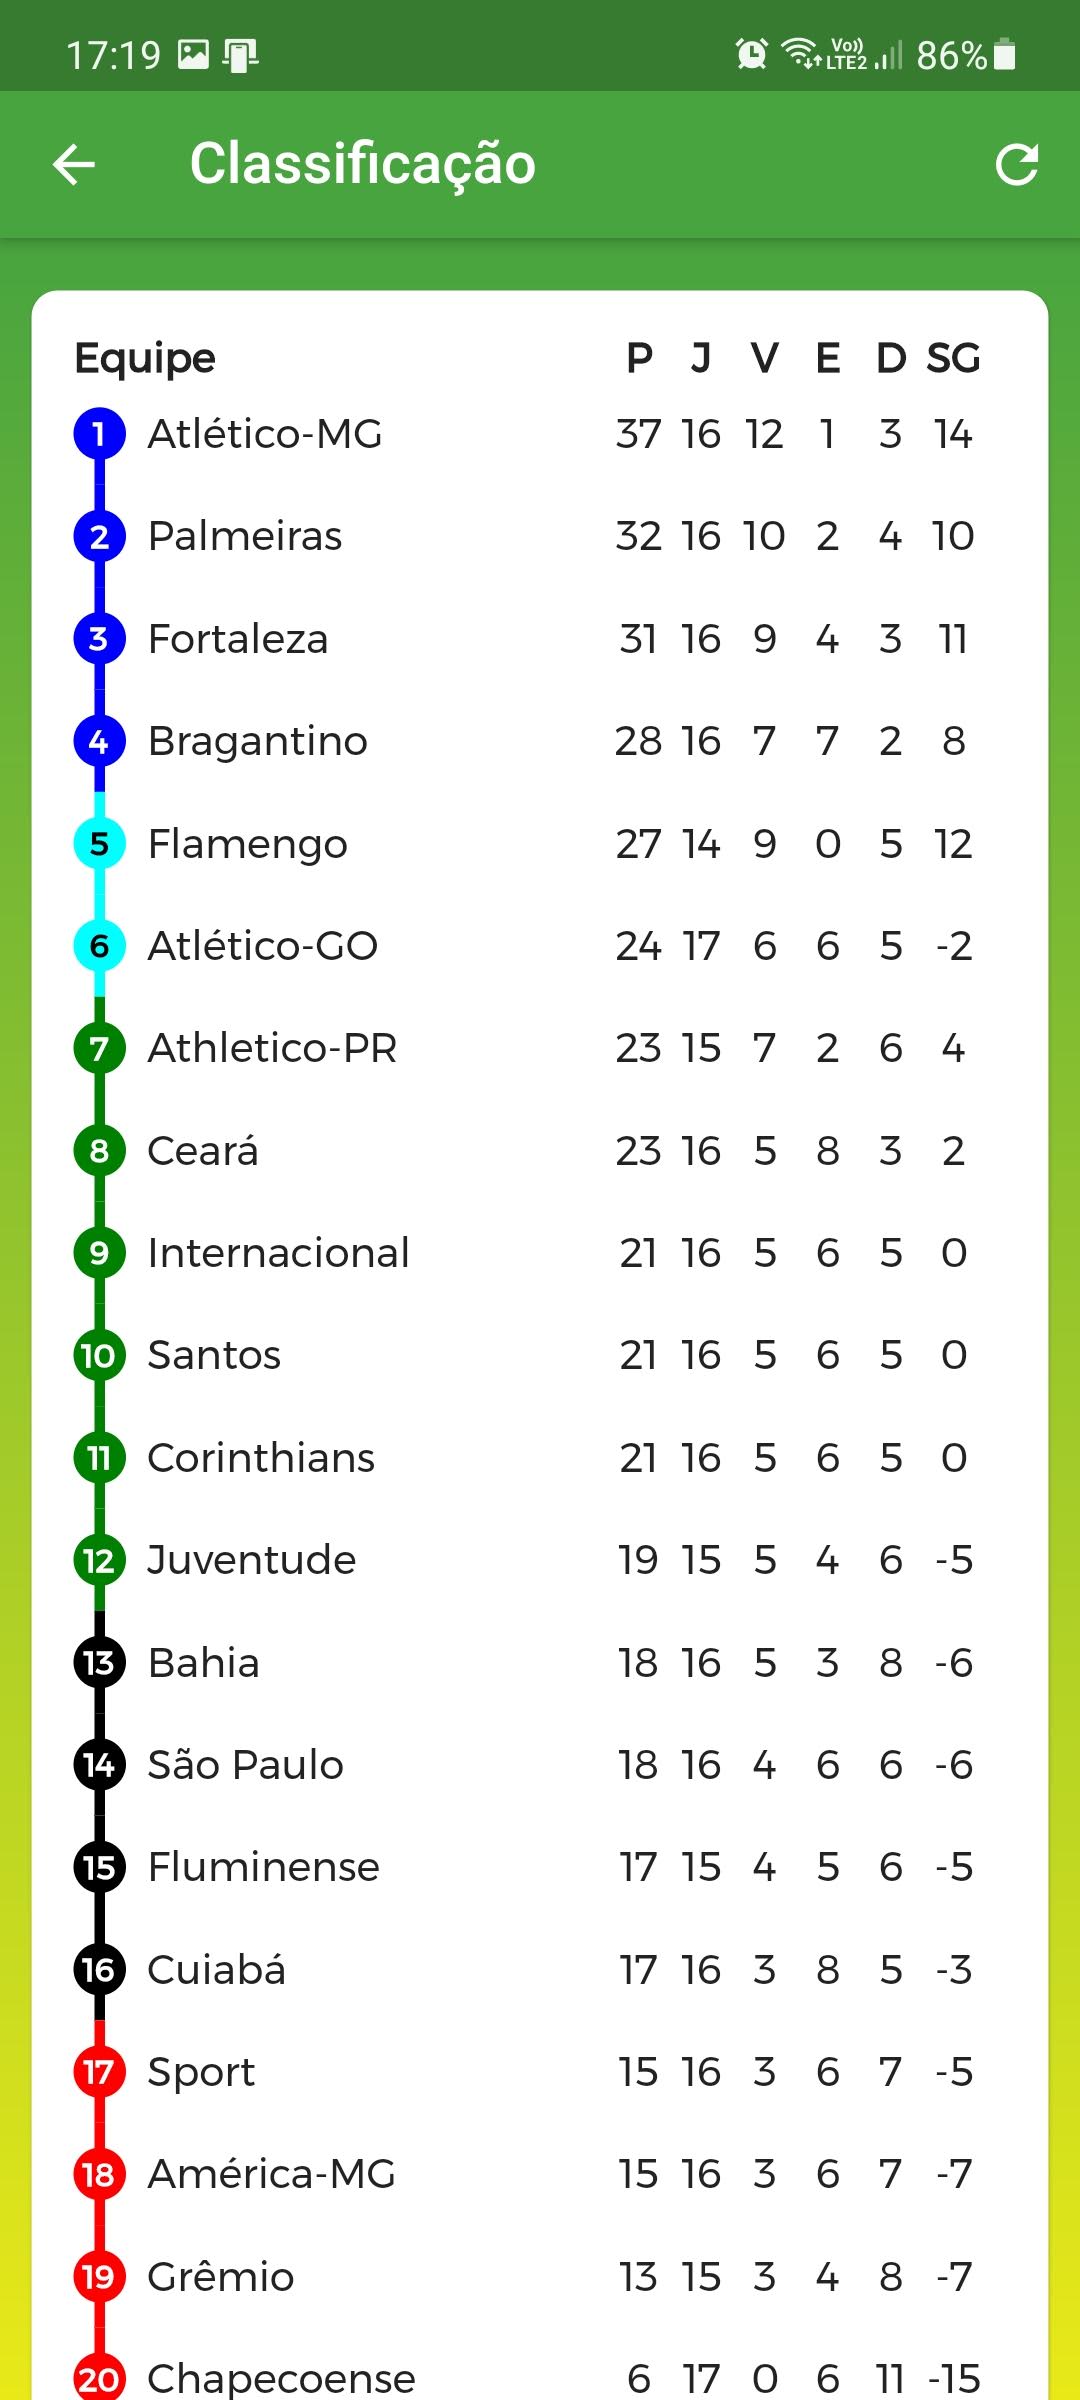 17:19 Vo)) LTE2 86%
Classificação
Equipe P J V E D SG
1 Atlético-MG 37 16 12 1 3 14
2 Palmeiras 32 16 10 2 4 10
3 Fortaleza 31 16 9 4 3 11
4 Bragantino 28 16 7 7 2 8
5 Flamengo 27 14 9 0 5 12
6 Atlético-GO 24 17 6 6 5 -2
7 Athletico-PR 23 15 7 2 6 4
8 Ceará 23 16 5 8 3 2
9 Internacional 21 16 5 6 5 0
10 Santos 21 16 5 6 5 0
11 Corinthians 21 16 5 6 5 0
12 Juventude 19 15 5 4 6 -5
13 Bahia 18 16 5 3 8 -6
14 São Paulo 18 16 4 6 6 -6
15 Fluminense 17 15 4 5 6 -5
16 Cuiabá 17 16 3 8 5 -3
17 Sport 15 16 3 6 7 -5
18 América-MG 15 16 3 6 7 -7
19 Grêmio 13 15 3 4 8 -7
20 Chapecoense 6 17 0 6 11 -15